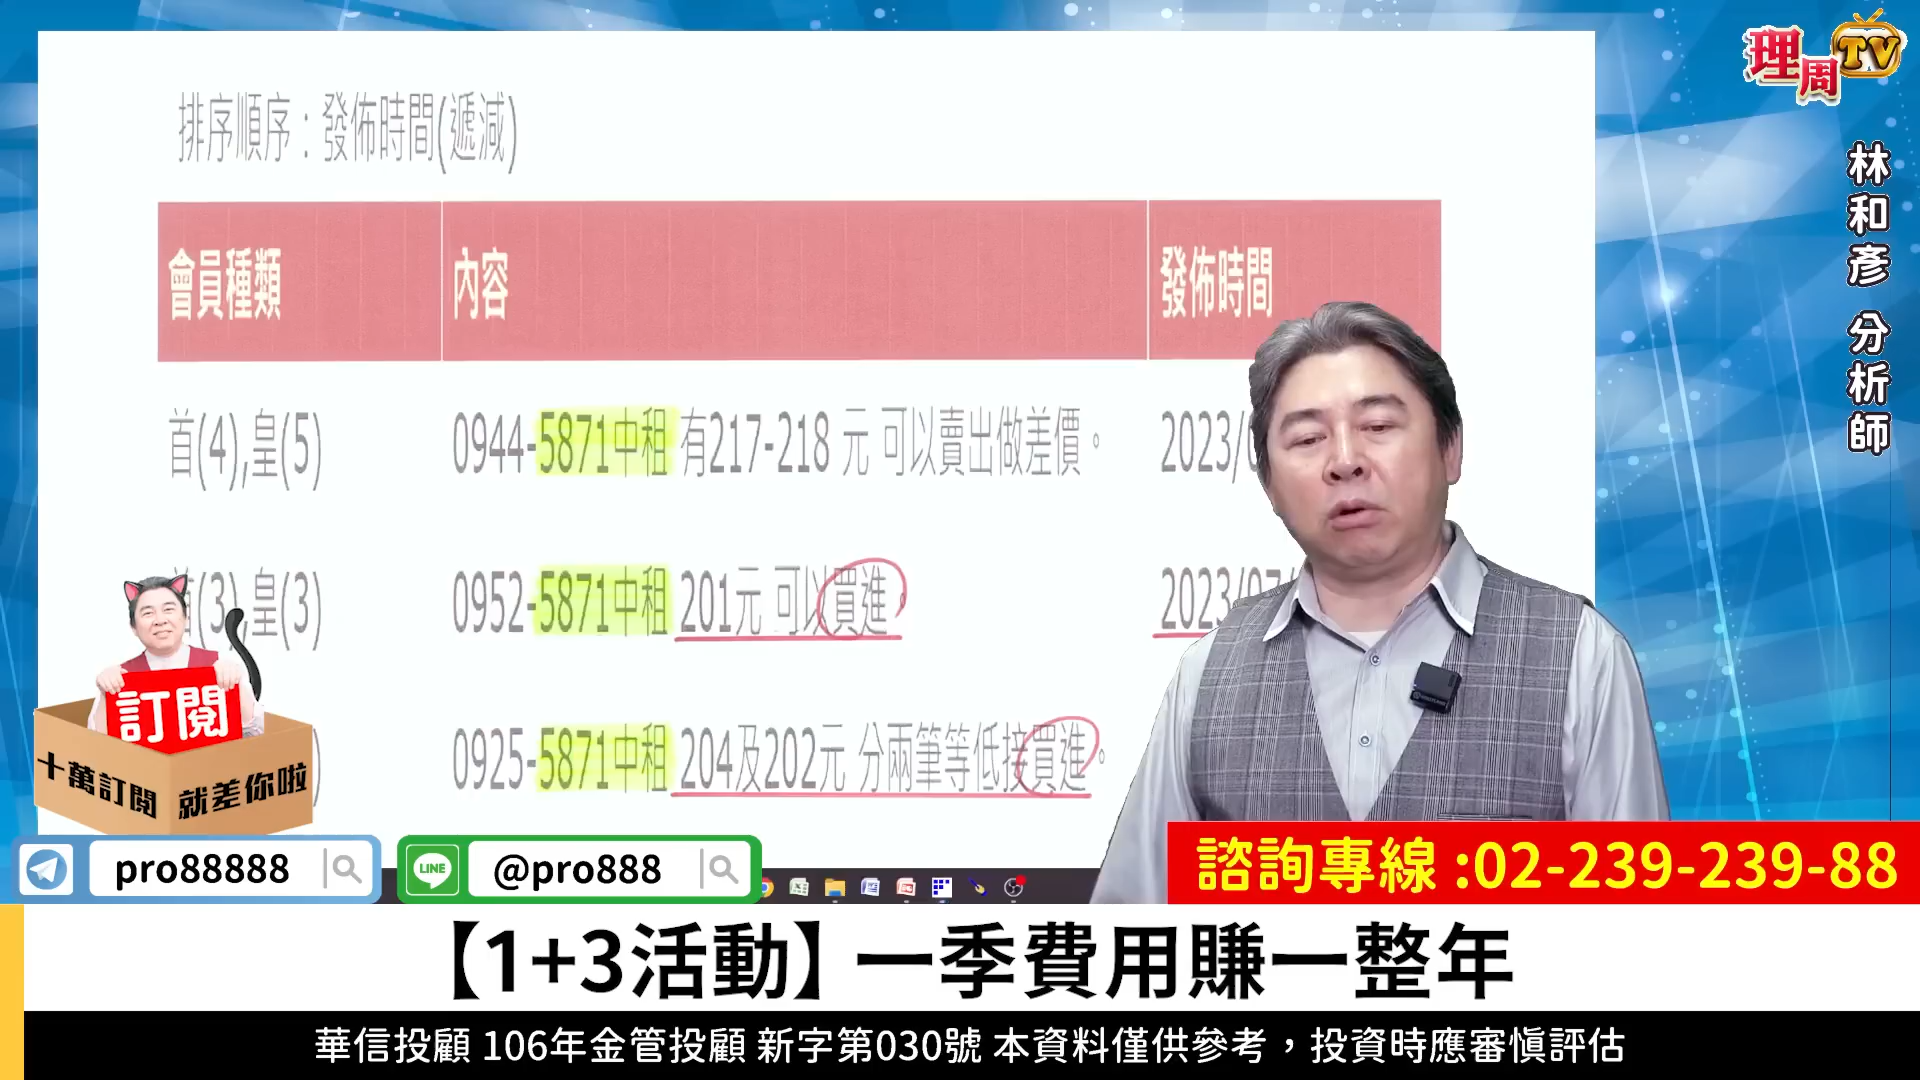 理周TV
林和彥 分析師
排序順序：發佈時間(遞減)
會員種類 內容 發佈時間
首(4),皇(5) 0944-5871中租 有217-218 元 可以賣出做差價。 2023/
(3),皇(3) 0952-5871中租 201元 可以買進， 2023/07/
0925-5871中租 204及202元 分兩筆等低接買進。
訂閱
十萬訂閱 就差你啦
pro88888
LINE @pro888
諮詢專線:02-239-239-88
【1+3活動】一季費用賺一整年
華信投顧 106年金管投顧 新字第030號 本資料僅供參考，投資時應審慎評估